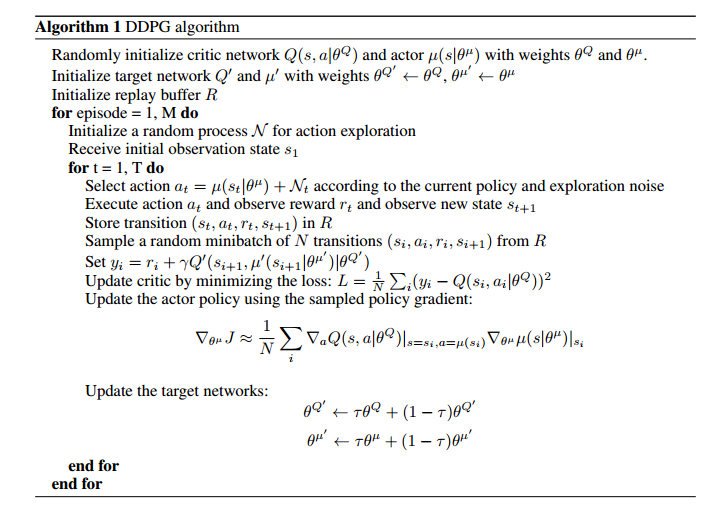 Algorithm 1 DDPG algorithm
Randomly initialize critic network Q(s, a|θ^Q) and actor μ(s|θ^μ) with weights θ^Q and θ^μ.
Initialize target network Q′ and μ′ with weights θ^{Q′} ← θ^Q, θ^{μ′} ← θ^μ
Initialize replay buffer R
for episode = 1, M do
Initialize a random process 𝒩 for action exploration
Receive initial observation state s_1
for t = 1, T do
Select action a_t = μ(s_t|θ^μ) + 𝒩_t according to the current policy and exploration noise
Execute action a_t and observe reward r_t and observe new state s_{t+1}
Store transition (s_t, a_t, r_t, s_{t+1}) in R
Sample a random minibatch of N transitions (s_i, a_i, r_i, s_{i+1}) from R
Set y_i = r_i + γQ′(s_{i+1}, μ′(s_{i+1}|θ^{μ′})|θ^{Q′})
Update critic by minimizing the loss: L = \frac{1}{N} ∑_i(y_i − Q(s_i, a_i|θ^Q))^2
Update the actor policy using the sampled policy gradient:
∇_{θ^μ} J ≈ \frac{1}{N} ∑_i ∇_a Q(s, a|θ^Q)|_{s=s_i,a=μ(s_i)} ∇_{θ^μ} μ(s|θ^μ)|_{s_i}
Update the target networks:
θ^{Q′} ← τθ^Q + (1 − τ)θ^{Q′}
θ^{μ′} ← τθ^μ + (1 − τ)θ^{μ′}
end for
end for